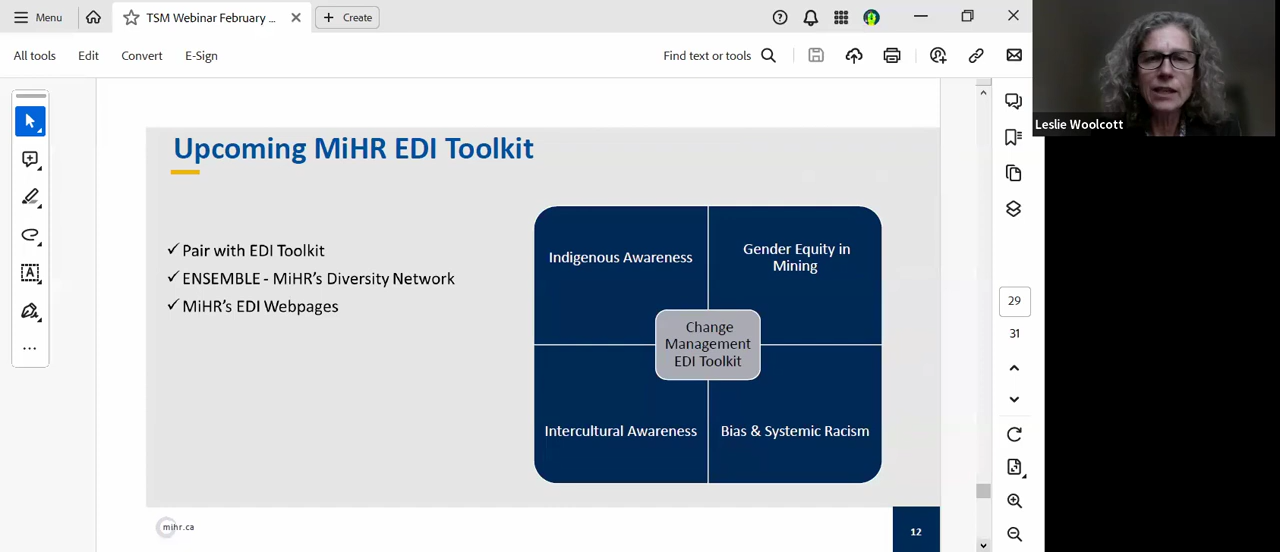 Menu
TSM Webinar February ...
Create
All tools
Edit
Convert
E-Sign
Find text or tools
Leslie Woolcott
Upcoming MiHR EDI Toolkit
✓ Pair with EDI Toolkit
✓ ENSEMBLE - MiHR's Diversity Network
✓ MiHR's EDI Webpages
Indigenous Awareness
Gender Equity in
Mining
Change
Management
EDI Toolkit
Intercultural Awareness
Bias & Systemic Racism
29
31
mihr.ca
12